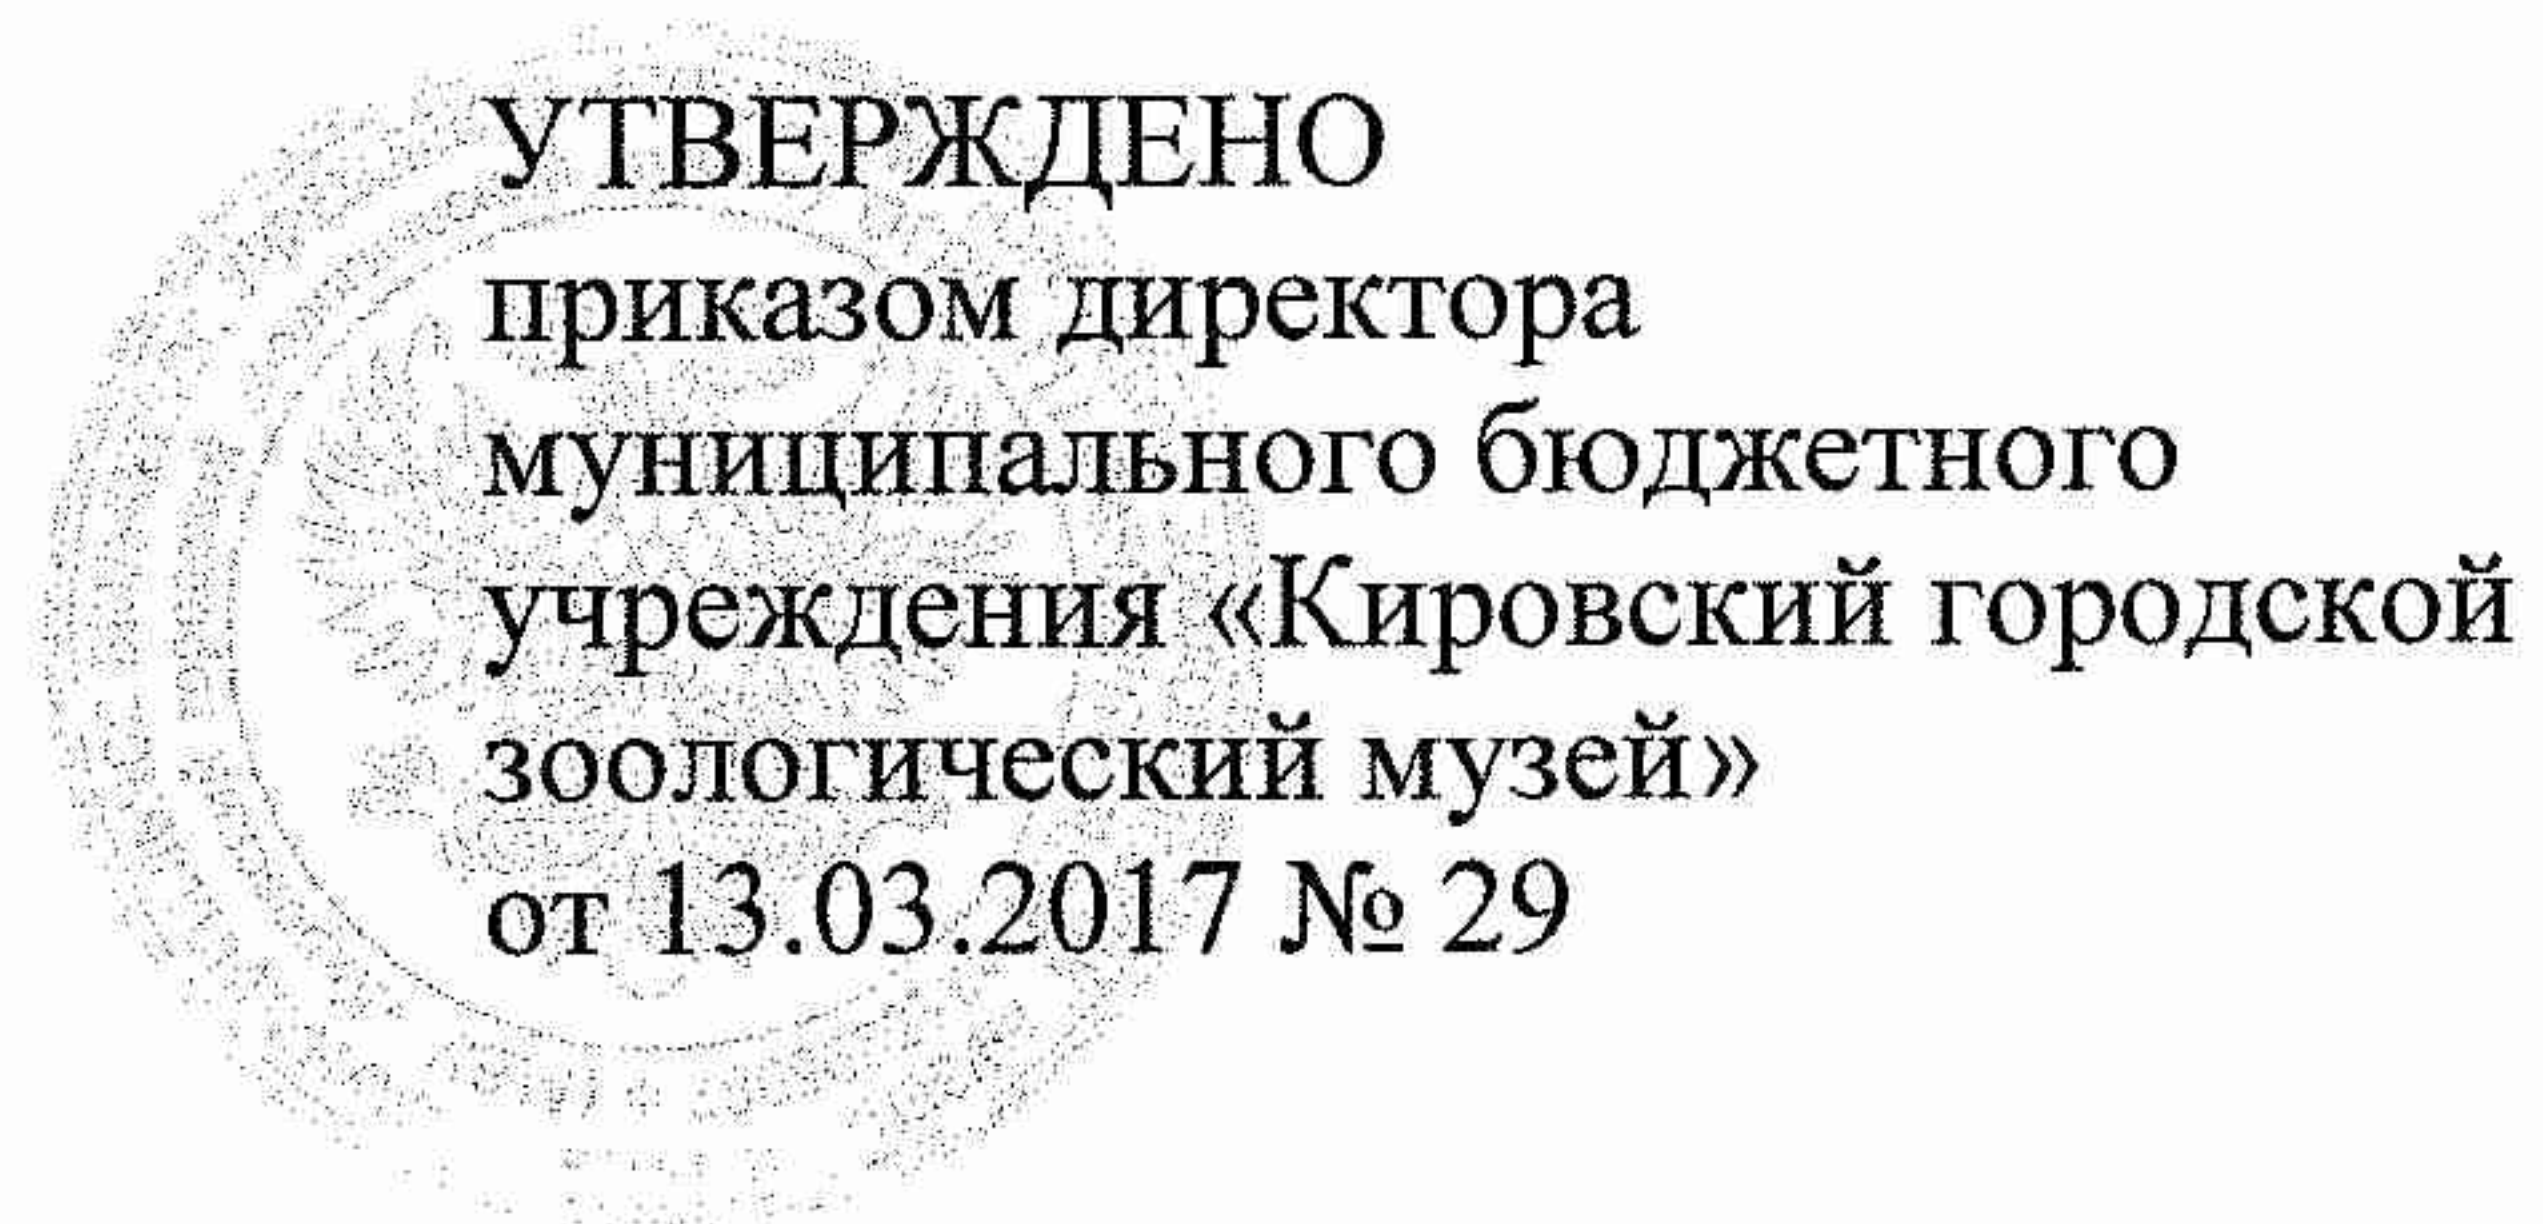 УТВЕРЖДЕНО
приказом директора
муниципального бюджетного
учреждения «Кировский городской
зоологический музей»
от 13.03.2017 № 29